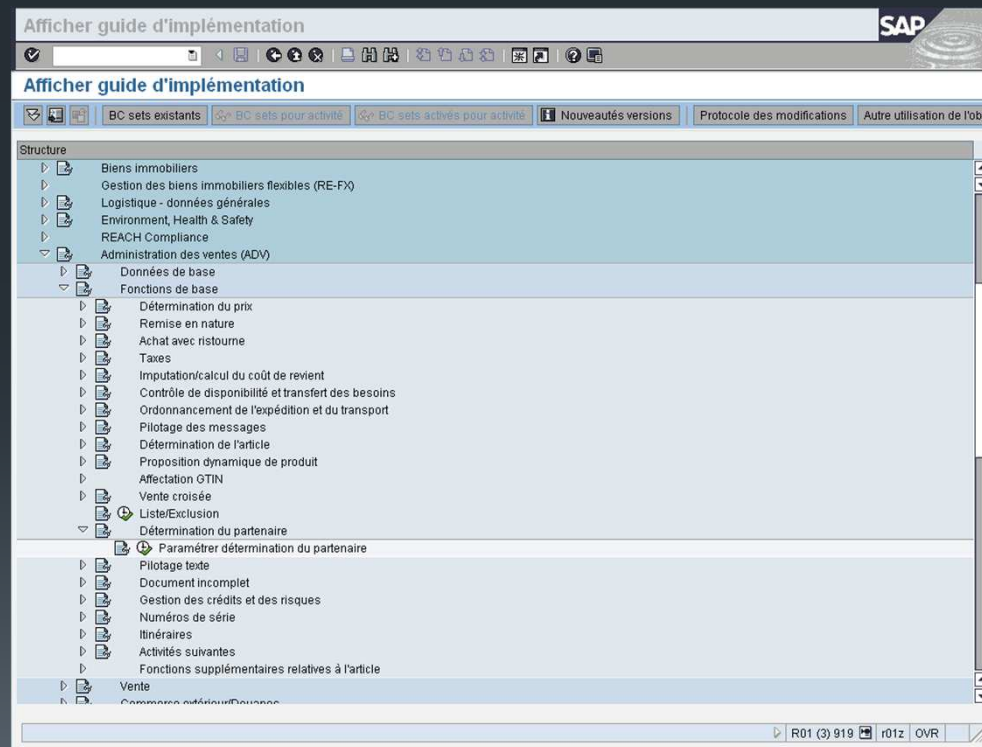 Afficher guide d'implémentation
SAP
Afficher guide d'implémentation
BC sets existants BC sets pour activité BC sets activés pour activité Nouveautés versions Protocole des modifications Autre utilisation de l'ob
Structure
Biens immobiliers
Gestion des biens immobiliers flexibles (RE-FX)
Logistique - données générales
Environment, Health & Safety
REACH Compliance
Administration des ventes (ADV)
Données de base
Fonctions de base
Détermination du prix
Remise en nature
Achat avec ristourne
Taxes
Imputation/calcul du coût de revient
Contrôle de disponibilité et transfert des besoins
Ordonnancement de l'expédition et du transport
Pilotage des messages
Détermination de l'article
Proposition dynamique de produit
Affectation GTIN
Vente croisée
Liste/Exclusion
Détermination du partenaire
Paramétrer détermination du partenaire
Pilotage texte
Document incomplet
Gestion des crédits et des risques
Numéros de série
Itinéraires
Activités suivantes
Fonctions supplémentaires relatives à l'article
Vente
Commerce extérieur/Douanes
R01 (3) 919 r01z OVR